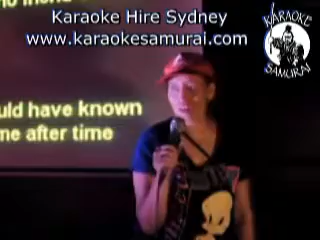 Karaoke Hire Sydney
www.karaokesamurai.com
KARAOKE
SAMURAI
uld have known
me after time